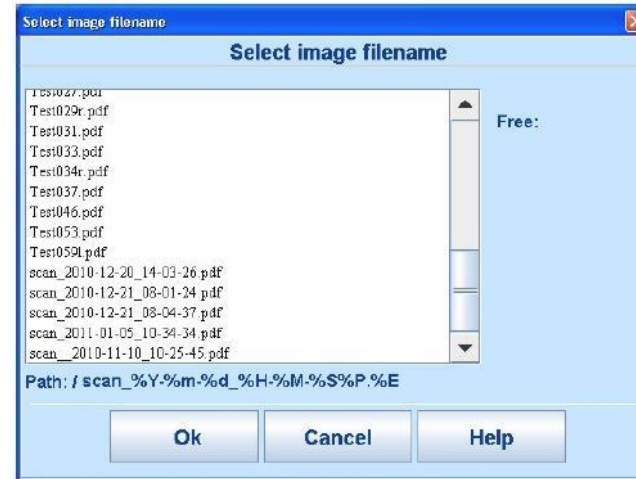 Select image filename
Select image filename
Test027.pdf
Test029r.pdf
Test031.pdf
Test033.pdf
Test034r.pdf
Test037.pdf
Test046.pdf
Test053.pdf
Test059l.pdf
scan_2010-12-20_14-03-26.pdf
scan_2010-12-21_08-01-24.pdf
scan_2010-12-21_08-04-37.pdf
scan_2011-01-05_10-34-34.pdf
scan__2010-11-10_10-25-45.pdf
Free:
Path: / scan_%Y-%m-%d_%H-%M-%S%P.%E
Ok Cancel Help